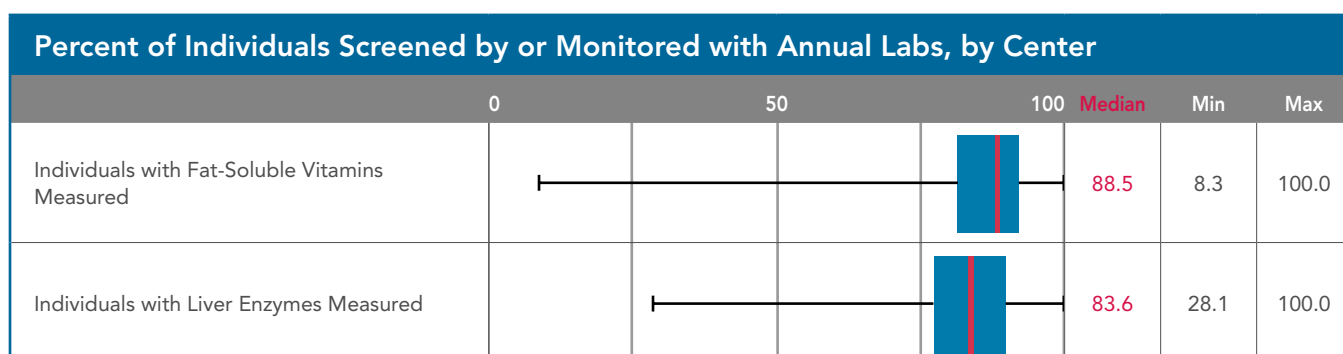 Percent of Individuals Screened by or Monitored with Annual Labs, by Center
0 50 100 Median Min Max
Individuals with Fat-Soluble Vitamins
Measured
88.5 8.3 100.0
Individuals with Liver Enzymes Measured 83.6 28.1 100.0